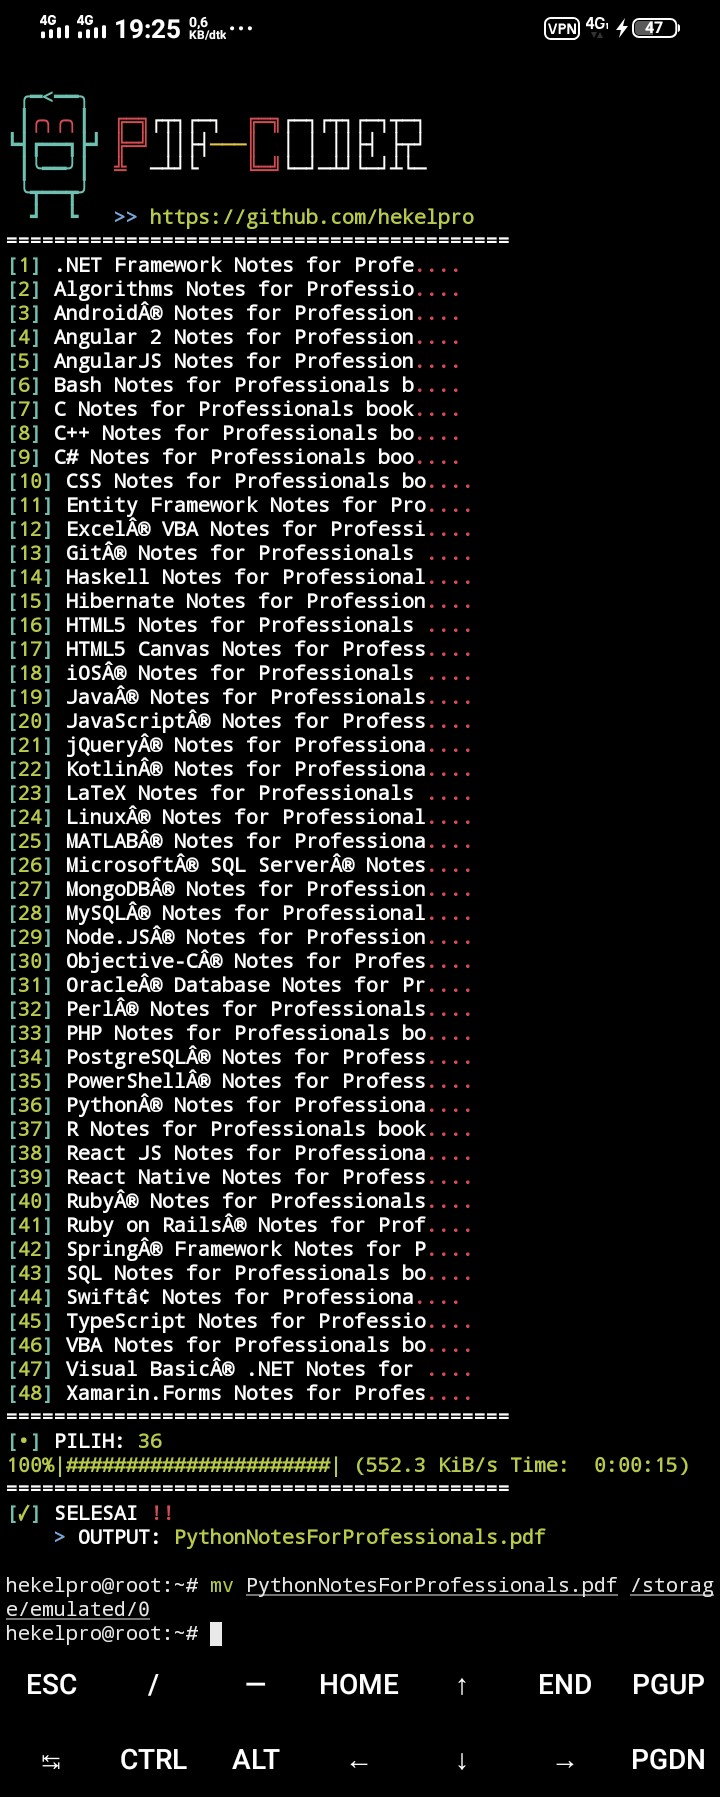 4G 4G 19:25 0,6 KB/dtk ... VPN 4G 47
PDF-CODER
>> https://github.com/hekelpro
==========================================
[1] .NET Framework Notes for Profe....
[2] Algorithms Notes for Professio....
[3] AndroidÂ® Notes for Profession....
[4] Angular 2 Notes for Profession....
[5] AngularJS Notes for Profession....
[6] Bash Notes for Professionals b....
[7] C Notes for Professionals book....
[8] C++ Notes for Professionals bo....
[9] C# Notes for Professionals boo....
[10] CSS Notes for Professionals bo....
[11] Entity Framework Notes for Pro....
[12] ExcelÂ® VBA Notes for Professi....
[13] GitÂ® Notes for Professionals ....
[14] Haskell Notes for Professional....
[15] Hibernate Notes for Profession....
[16] HTML5 Notes for Professionals ....
[17] HTML5 Canvas Notes for Profess....
[18] iOSÂ® Notes for Professionals ....
[19] JavaÂ® Notes for Professionals....
[20] JavaScriptÂ® Notes for Profess....
[21] jQueryÂ® Notes for Professiona....
[22] KotlinÂ® Notes for Professiona....
[23] LaTeX Notes for Professionals ....
[24] LinuxÂ® Notes for Professional....
[25] MATLABÂ® Notes for Professiona....
[26] MicrosoftÂ® SQL ServerÂ® Notes....
[27] MongoDBÂ® Notes for Profession....
[28] MySQLÂ® Notes for Professional....
[29] Node.JSÂ® Notes for Profession....
[30] Objective-CÂ® Notes for Profes....
[31] OracleÂ® Database Notes for Pr....
[32] PerlÂ® Notes for Professionals....
[33] PHP Notes for Professionals bo....
[34] PostgreSQLÂ® Notes for Profess....
[35] PowerShellÂ® Notes for Profess....
[36] PythonÂ® Notes for Professiona....
[37] R Notes for Professionals book....
[38] React JS Notes for Professiona....
[39] React Native Notes for Profess....
[40] RubyÂ® Notes for Professionals....
[41] Ruby on RailsÂ® Notes for Prof....
[42] SpringÂ® Framework Notes for P....
[43] SQL Notes for Professionals bo....
[44] Swiftâ¢ Notes for Professiona....
[45] TypeScript Notes for Professio....
[46] VBA Notes for Professionals bo....
[47] Visual BasicÂ® .NET Notes for ....
[48] Xamarin.Forms Notes for Profes....
==========================================
[•] PILIH: 36
100%|######################| (552.3 KiB/s Time:  0:00:15)
==========================================
[✓] SELESAI !!
> OUTPUT: PythonNotesForProfessionals.pdf
hekelpro@root:~# mv PythonNotesForProfessionals.pdf /storag
e/emulated/0
hekelpro@root:~#
ESC / — HOME ↑ END PGUP
↹ CTRL ALT ← ↓ → PGDN